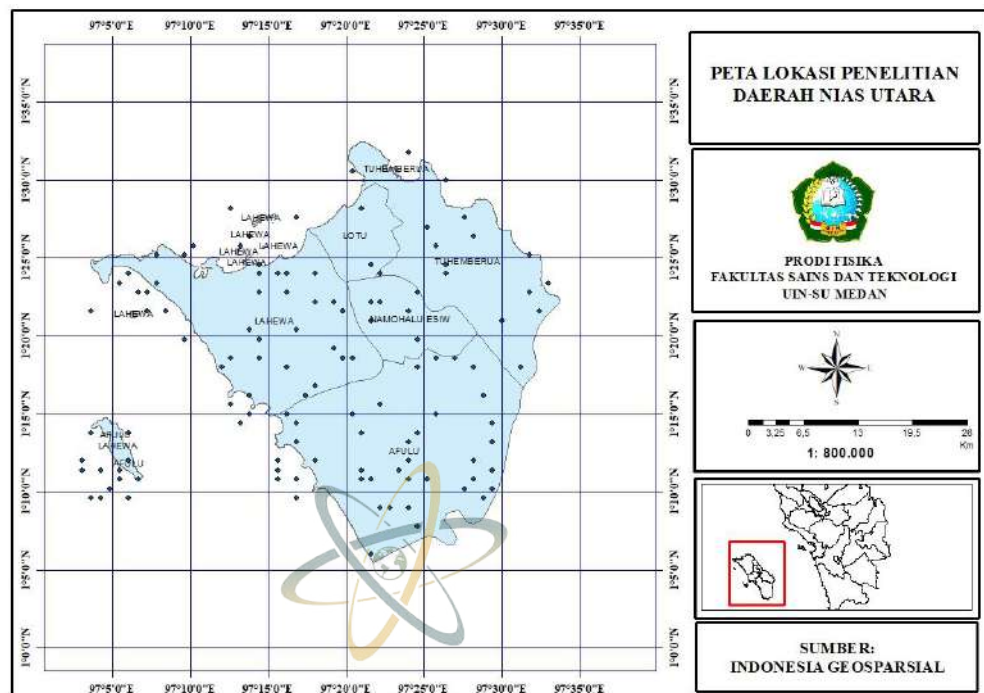 97°5'0"E 97°10'0"E 97°15'0"E 97°20'0"E 97°25'0"E 97°30'0"E 97°35'0"E
1°35'0"N 1°35'0"N
1°30'0"N 1°30'0"N
1°25'0"N 1°25'0"N
1°20'0"N 1°20'0"N
1°15'0"N 1°15'0"N
1°10'0"N 1°10'0"N
1°5'0"N 1°5'0"N
1°0'0"N 1°0'0"N
TUHEMBERUA
LAHEWA
LAHEWA
LAHEWA
LAHEWA
LAHEWA
LOTU
TUHEMBERUA
LAHEWA
LAHEWA
NAMOHALU ESIW
AFULU
LAHEWA
AFULU
AFULU
97°5'0"E 97°10'0"E 97°15'0"E 97°20'0"E 97°25'0"E 97°30'0"E 97°35'0"E
PETA LOKASI PENELITIAN
DAERAH NIAS UTARA
PRODI FISIKA
FAKULTAS SAINS DAN TEKNOLOGI
UIN-SU MEDAN
N
W E
S
0 3,25 6,5 13 19,5 26
Km
1: 800.000
SUMBER:
INDONESIA GEOSPARSIAL